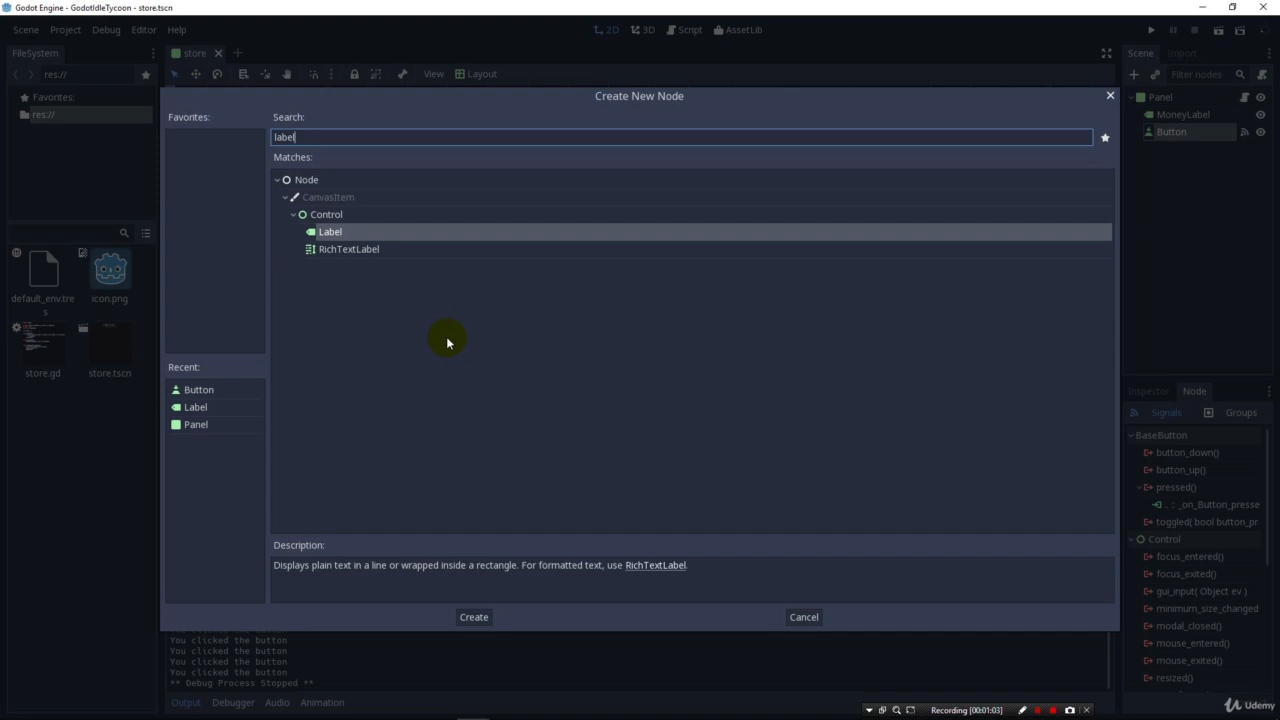 Godot Engine - GodotIdleTycoon - store.tscn
Scene Project Debug Editor Help
2D 3D Script AssetLib
FileSystem
store
Scene Import
res://
View Layout
Filter nodes
Favorites:
res://
Create New Node
Panel
MoneyLabel
Button
Favorites:
Search:
label
Matches:
Node
CanvasItem
Control
Label
RichTextLabel
default_env.tre
s
icon.png
store.gd
store.tscn
Recent:
Button
Label
Panel
Description:
Displays plain text in a line or wrapped inside a rectangle. For formatted text, use RichTextLabel.
Create Cancel
Inspector Node
Signals Groups
BaseButton
button_down()
button_up()
pressed()
.. :: _on_Button_presse
toggled( bool button_pr
Control
focus_entered()
focus_exited()
gui_input( Object ev )
minimum_size_changed
modal_closed()
mouse_entered()
mouse_exited()
resized()
You clicked the button
You clicked the button
You clicked the button
You clicked the button
** Debug Process Stopped **
Output Debugger Audio Animation
Recording [00:01:03]
Udemy